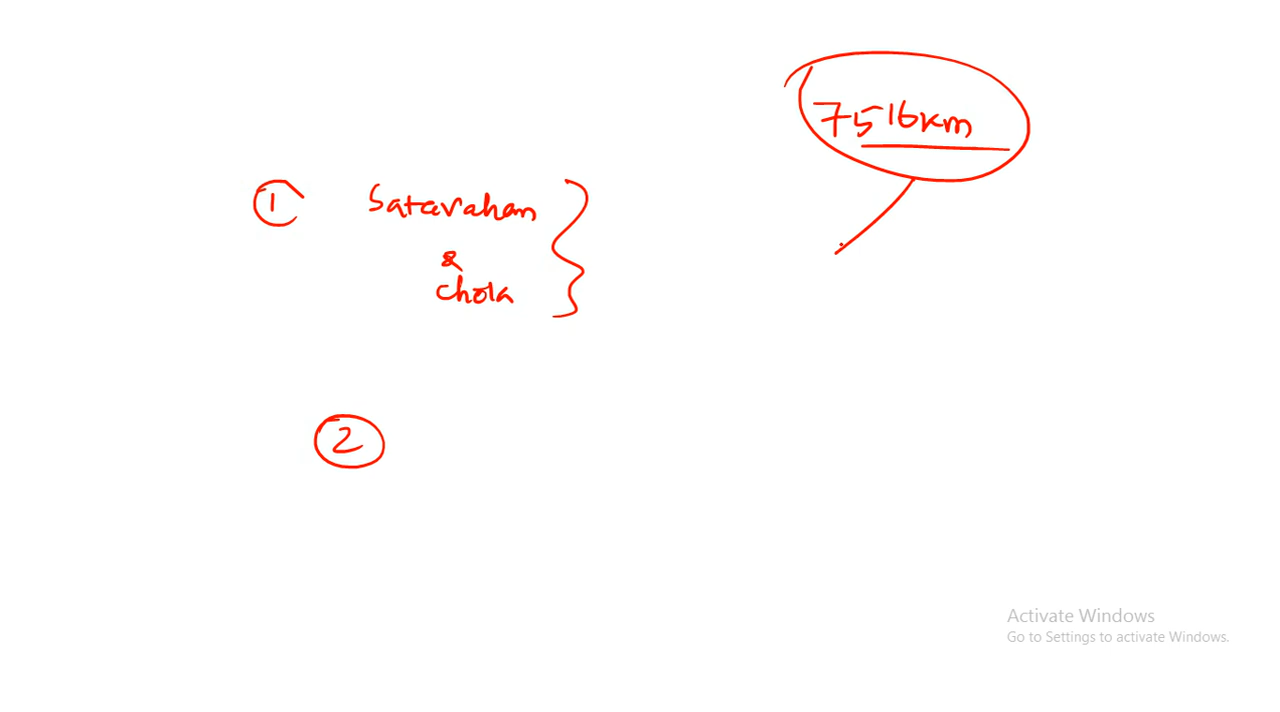 7516km
1 Satavahan
&
chola
2
Activate Windows
Go to Settings to activate Windows.